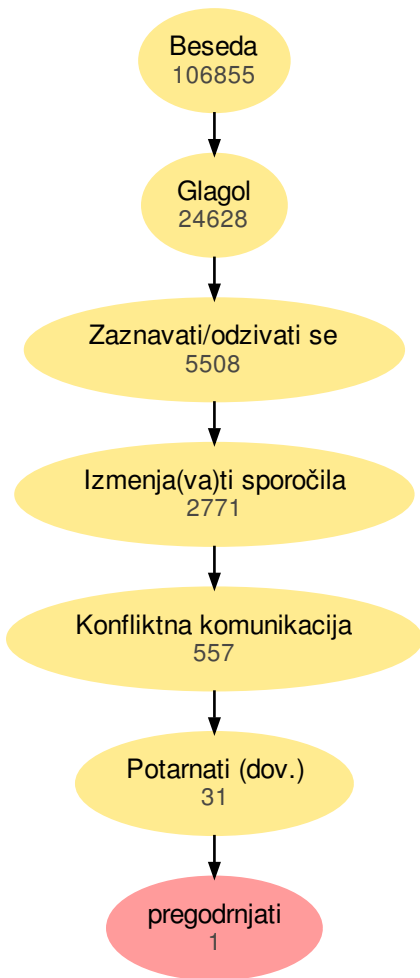 Beseda
106855
Glagol
24628
Zaznavati/odzivati se
5508
Izmenja(va)ti sporočila
2771
Konfliktna komunikacija
557
Potarnati (dov.)
31
pregodrnjati
1